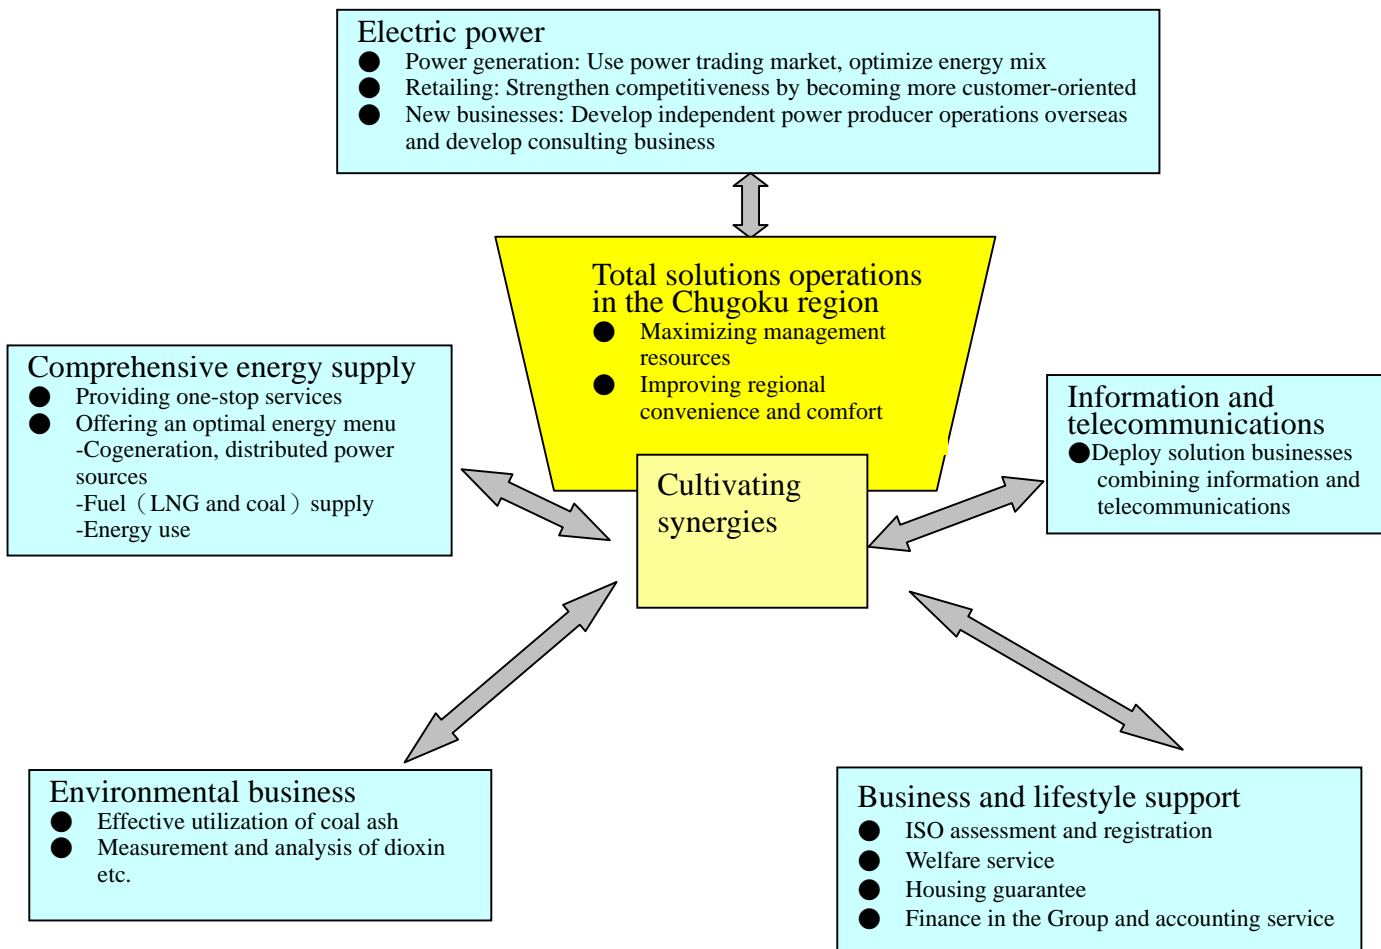 Electric power
● Power generation: Use power trading market, optimize energy mix
● Retailing: Strengthen competitiveness by becoming more customer-oriented
● New businesses: Develop independent power producer operations overseas
and develop consulting business
Total solutions operations
in the Chugoku region
● Maximizing management
resources
● Improving regional
convenience and comfort
Comprehensive energy supply
● Providing one-stop services
● Offering an optimal energy menu
-Cogeneration, distributed power
sources
-Fuel（LNG and coal）supply
-Energy use
Information and
telecommunications
●Deploy solution businesses
combining information and
telecommunications
Cultivating
synergies
Environmental business
● Effective utilization of coal ash
● Measurement and analysis of dioxin
etc.
Business and lifestyle support
● ISO assessment and registration
● Welfare service
● Housing guarantee
● Finance in the Group and accounting service